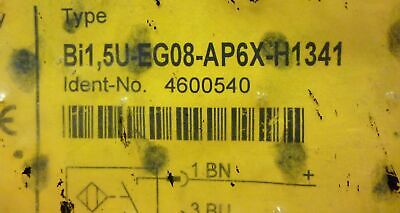 Type
Bi1,5U-EG08-AP6X-H1341
Ident-No. 4600540
1 BN
+
3 BU